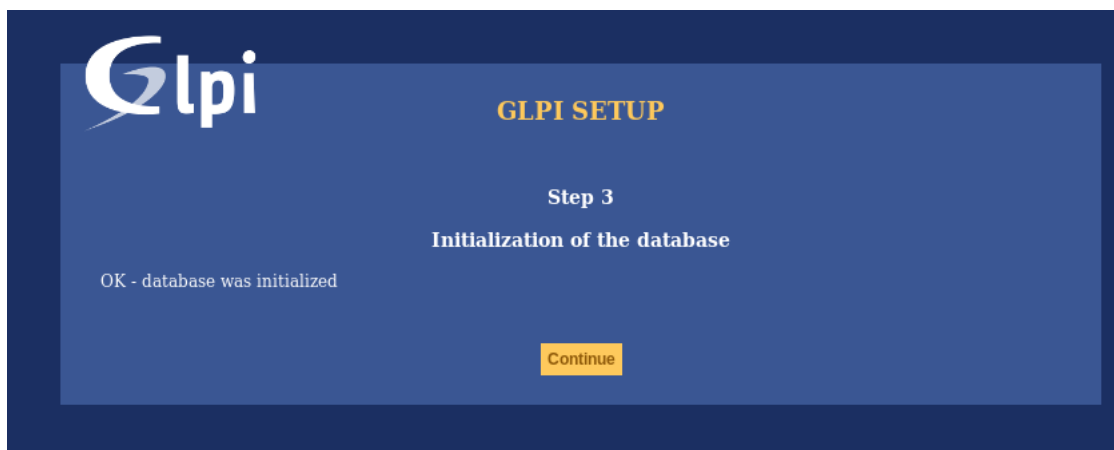 Glpi
GLPI SETUP
Step 3
Initialization of the database
OK - database was initialized
Continue